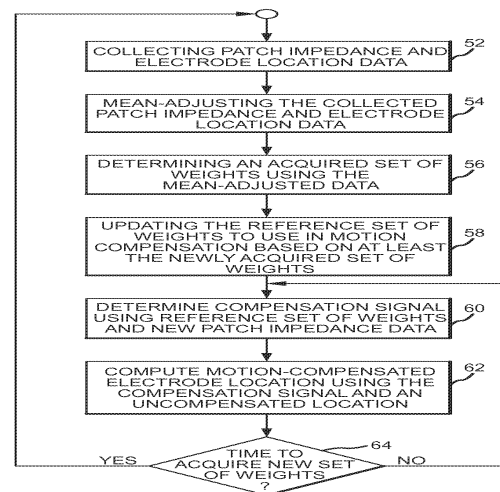 COLLECTING PATCH IMPEDANCE AND
ELECTRODE LOCATION DATA
52
MEAN-ADJUSTING THE COLLECTED
PATCH IMPEDANCE AND ELECTRODE
LOCATION DATA
54
DETERMINING AN ACQUIRED SET OF
WEIGHTS USING THE
MEAN-ADJUSTED DATA
56
UPDATING THE REFERENCE SET OF
WEIGHTS TO USE IN MOTION
COMPENSATION BASED ON AT LEAST
THE NEWLY ACQUIRED SET OF
WEIGHTS
58
DETERMINE COMPENSATION SIGNAL
USING REFERENCE SET OF WEIGHTS
AND NEW PATCH IMPEDANCE DATA
60
COMPUTE MOTION-COMPENSATED
ELECTRODE LOCATION USING THE
COMPENSATION SIGNAL AND AN
UNCOMPENSATED LOCATION
62
64
YES
TIME TO
ACQUIRE NEW SET
OF WEIGHTS
?
NO